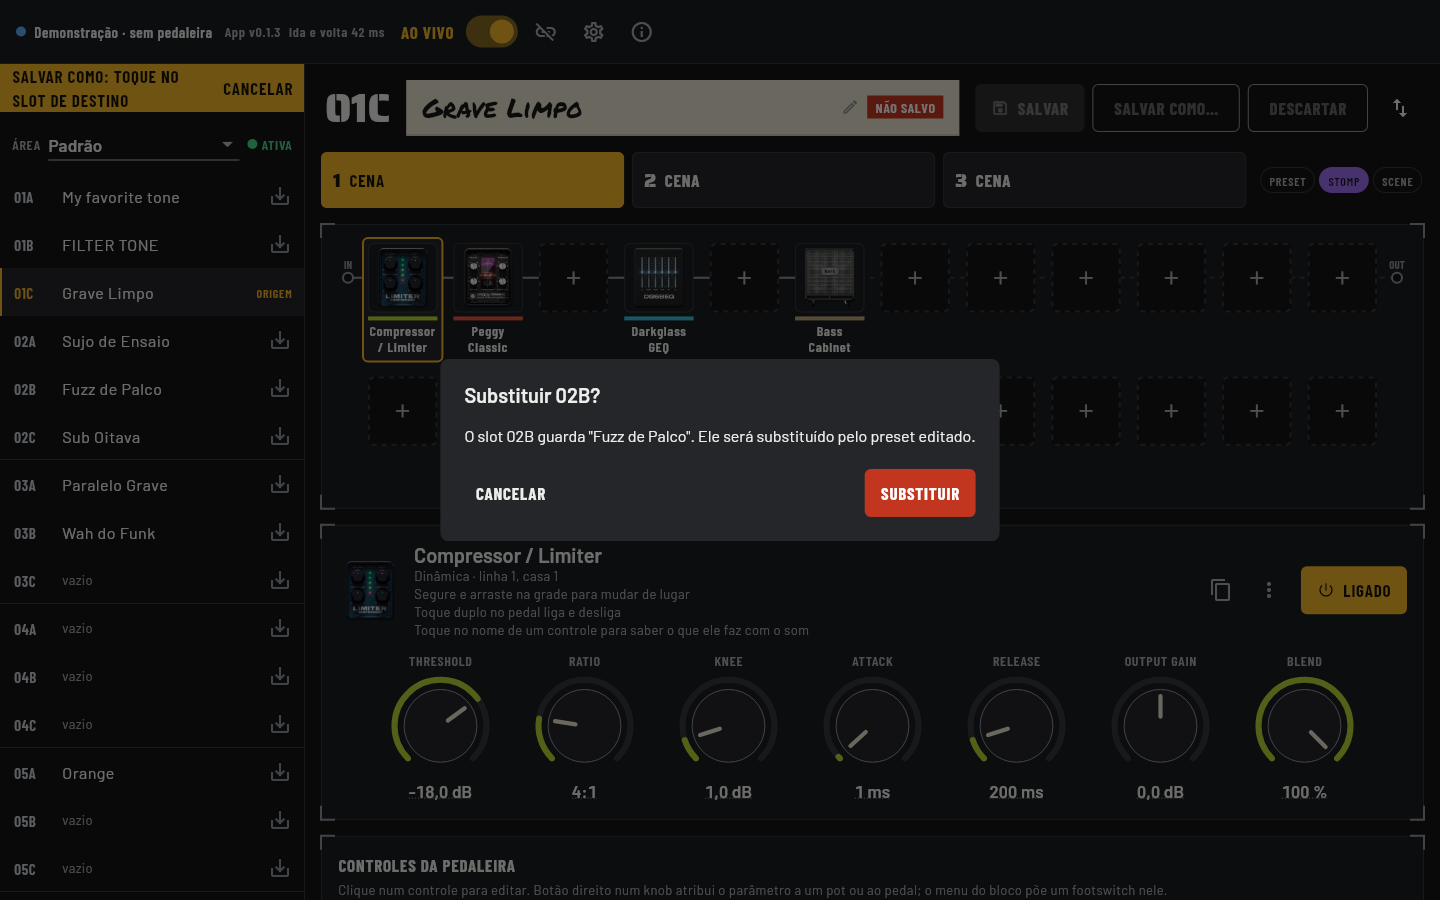 Demonstração · sem pedaleira App v0.1.3 Ida e volta 42 ms AO VIVO
SALVAR COMO: TOQUE NO
SLOT DE DESTINO
CANCELAR
ÁREA Padrão ATIVA
01A My favorite tone
01B FILTER TONE
01C Grave Limpo ORIGEM
02A Sujo de Ensaio
02B Fuzz de Palco
02C Sub Oitava
03A Paralelo Grave
03B Wah do Funk
03C vazio
04A vazio
04B vazio
04C vazio
05A Orange
05B vazio
05C vazio
01C Grave Limpo NÃO SALVO SALVAR SALVAR COMO... DESCARTAR
1 CENA 2 CENA 3 CENA PRESET STOMP SCENE
IN + + + + + + + + OUT
LIMITER
Compressor
/ Limiter
Peggy
Classic
Darkglass
GEQ
Bass
Cabinet
+ + + + + +
Substituir 02B?
O slot 02B guarda "Fuzz de Palco". Ele será substituído pelo preset editado.
CANCELAR SUBSTITUIR
LIMITER
Compressor / Limiter
Dinâmica · linha 1, casa 1
Segure e arraste na grade para mudar de lugar
Toque duplo no pedal liga e desliga
Toque no nome de um controle para saber o que ele faz com o som
LIGADO
THRESHOLD RATIO KNEE ATTACK RELEASE OUTPUT GAIN BLEND
-18,0 dB 4:1 1,0 dB 1 ms 200 ms 0,0 dB 100 %
CONTROLES DA PEDALEIRA
Clique num controle para editar. Botão direito num knob atribui o parâmetro a um pot ou ao pedal; o menu do bloco põe um footswitch nele.